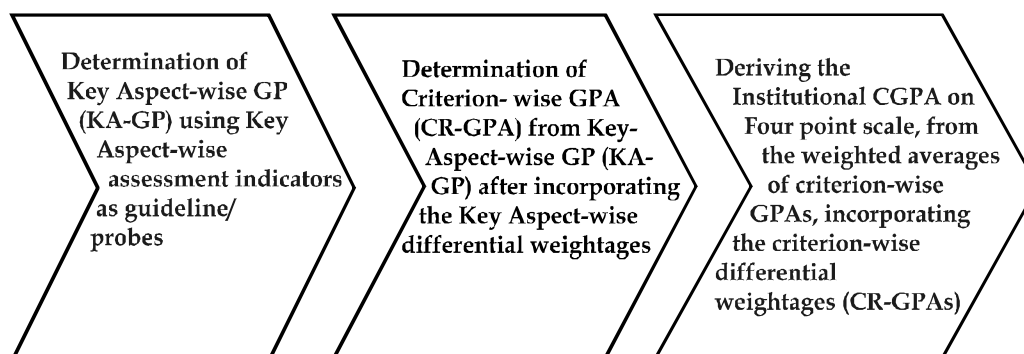 Determination of
Key Aspect-wise GP
(KA-GP) using Key
Aspect-wise
assessment indicators
as guideline/
probes
Determination of
Criterion- wise GPA
(CR-GPA) from Key-
Aspect-wise GP (KA-
GP) after incorporating
the Key Aspect-wise
differential weightages
Deriving the
Institutional CGPA on
Four point scale, from
the weighted averages
of criterion-wise
GPAs, incorporating
the criterion-wise
differential
weightages (CR-GPAs)